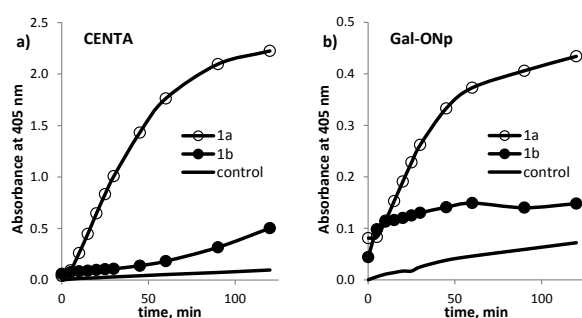 a) CENTA
Absorbance at 405 nm
2.5
2.0
1.5
1.0
0.5
0.0
1a
1b
control
0 50 100
time, min
b) Gal-ONp
Absorbance at 405 nm
0.5
0.4
0.3
0.2
0.1
0.0
1a
1b
control
0 50 100
time, min